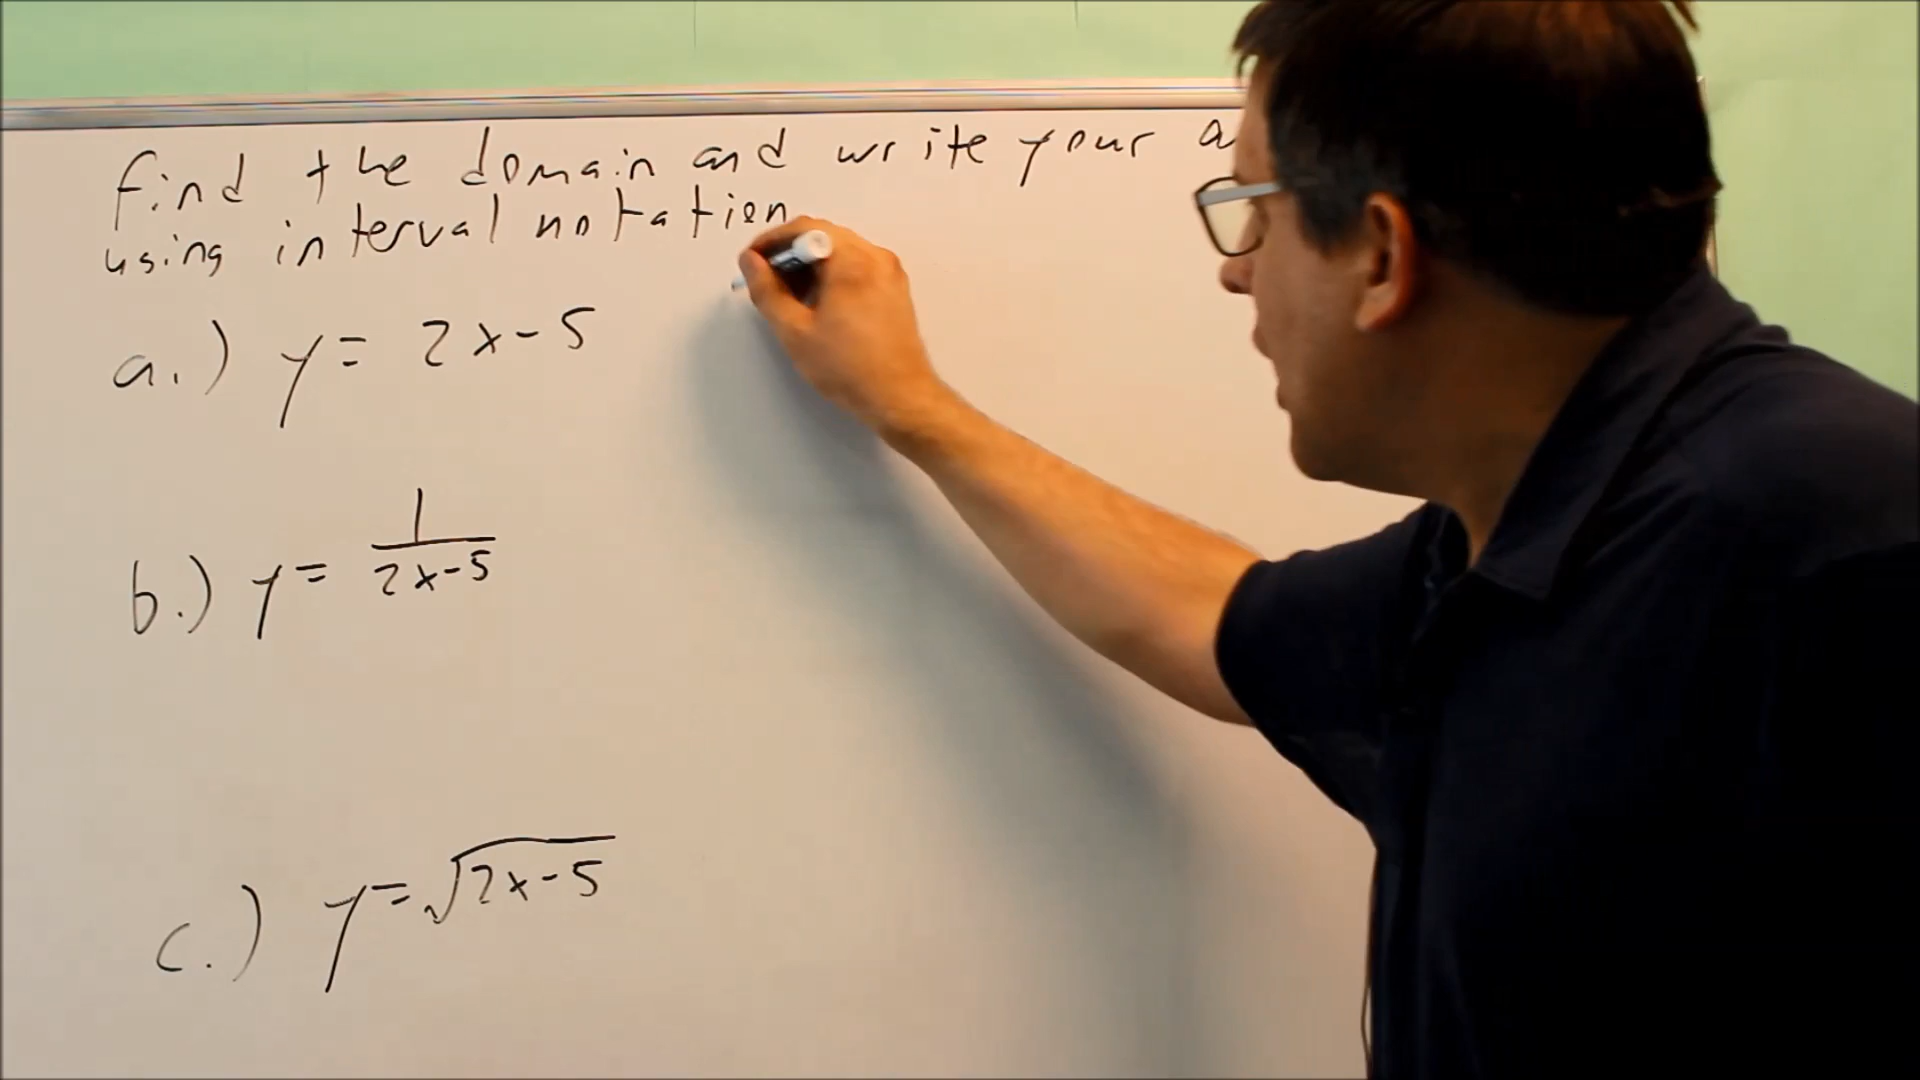 find the domain and write your a
using interval notation
a.) y = 2x-5
b.) y = 1/(2x-5)
c.) y = √2x-5